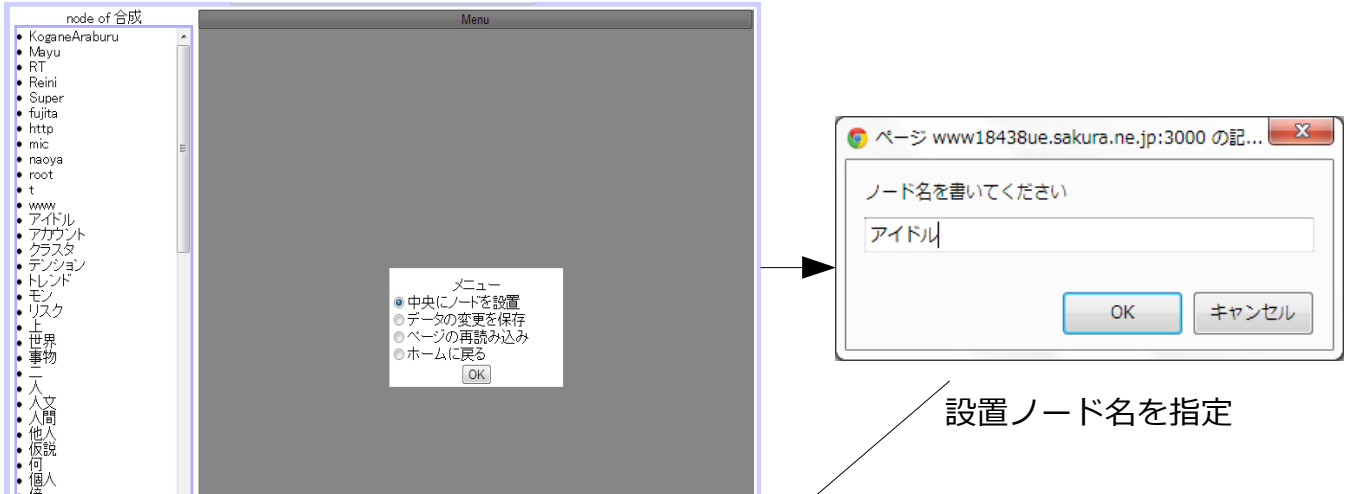 node of 合成
KoganeAraburu
Mayu
RT
Reini
Super
fujita
http
mic
naoya
root
t
www
アイドル
アカウント
クラスタ
テンション
トレンド
モン
リスク
上
世界
事物
二
人
人文
人間
他人
仮説
何
個人
Menu
メニュー
中央にノードを設置
データの変更を保存
ページの再読み込み
ホームに戻る
OK
ページ www18438ue.sakura.ne.jp:3000 の記...
ノード名を書いてください
アイドル
OK
キャンセル
設置ノード名を指定